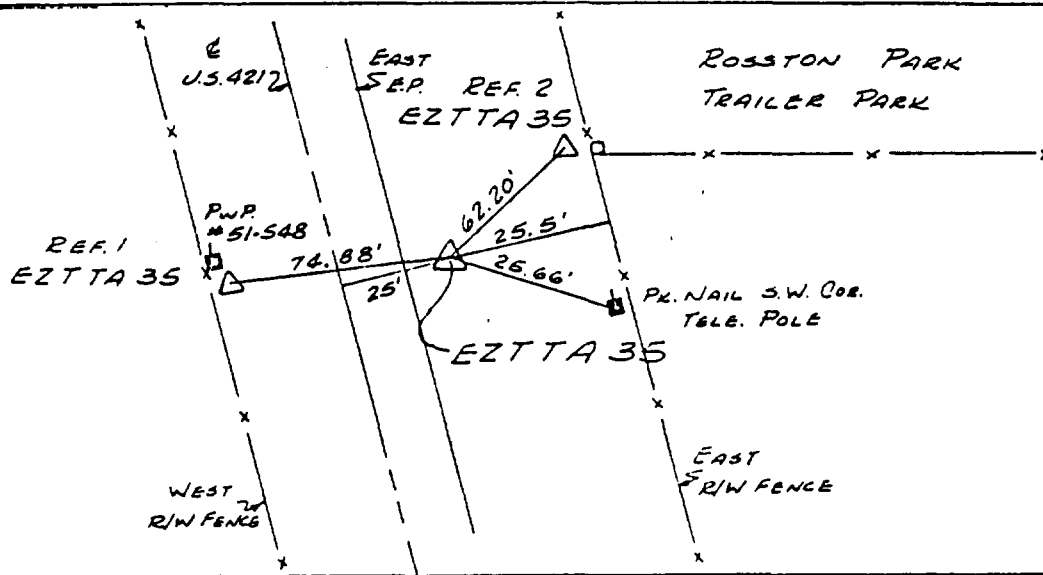 ℄
U.S. 421
EAST
E.P.
REF. 2
EZTTA 35
ROSSTON PARK
TRAILER PARK
62.20'
PwP.
#51-548
REF. 1
EZTTA 35
74.88'
25.5'
25'
26.66'
PK. NAIL S.W. COR.
TELE. POLE
EZTTA 35
WEST
R/W FENCE
EAST
R/W FENCE